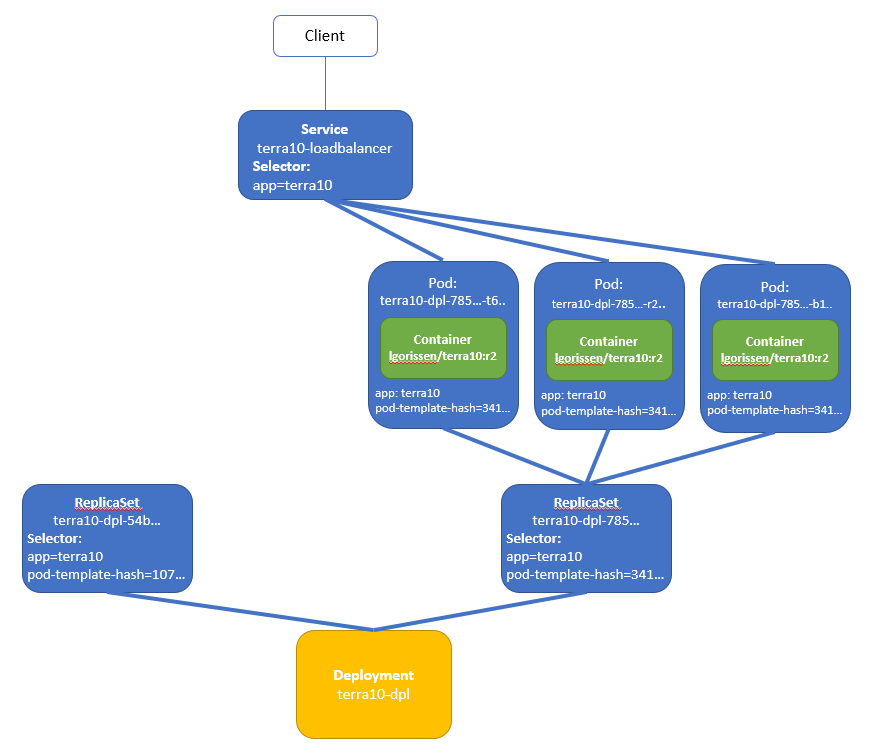 Client
Service
terra10-loadbalancer
Selector:
app=terra10
Pod:
terra10-dpl-785...-t6..
Container
lgorissen/terra10:r2
app: terra10
pod-template-hash=341...
Pod:
terra10-dpl-785...-r2..
Container
lgorissen/terra10:r2
app: terra10
pod-template-hash=341...
Pod:
terra10-dpl-785...-b1..
Container
lgorissen/terra10:r2
app: terra10
pod-template-hash=341...
ReplicaSet
terra10-dpl-54b...
Selector:
app=terra10
pod-template-hash=107...
ReplicaSet
terra10-dpl-785...
Selector:
app=terra10
pod-template-hash=341...
Deployment
terra10-dpl